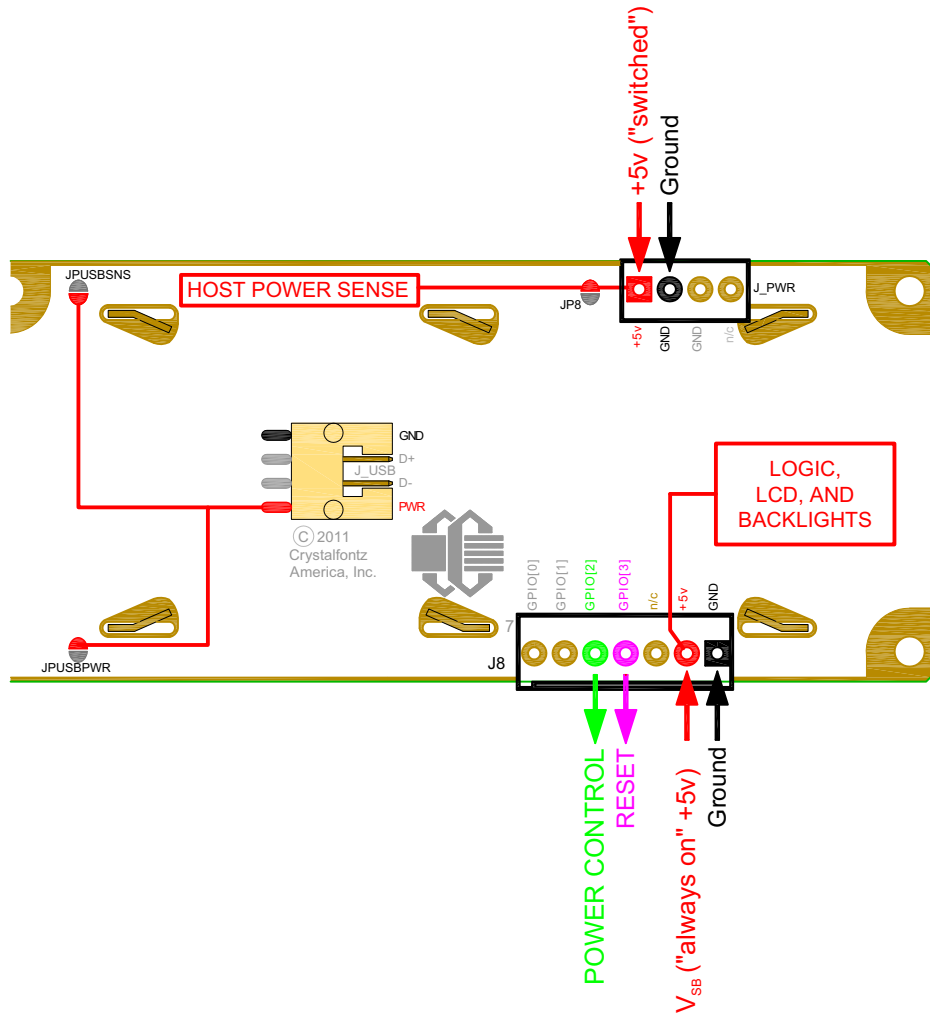 +5v ("switched")
Ground
JPUSBSNS
HOST POWER SENSE
JP8
J_PWR
+5v
GND
GND
n/c
GND
D+
J_USB
D-
PWR
© 2011
Crystalfontz
America, Inc.
LOGIC,
LCD, AND
BACKLIGHTS
GPIO[0]
GPIO[1]
GPIO[2]
GPIO[3]
n/c
+5v
GND
7
J8
JPUSBPWR
POWER CONTROL
RESET
VSB ("always on" +5v)
Ground